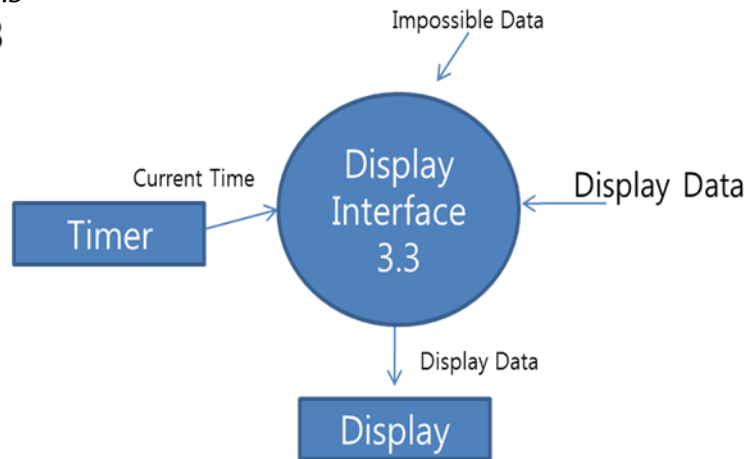 Impossible Data
Current Time
Timer
Display
Interface
3.3
Display Data
Display Data
Display